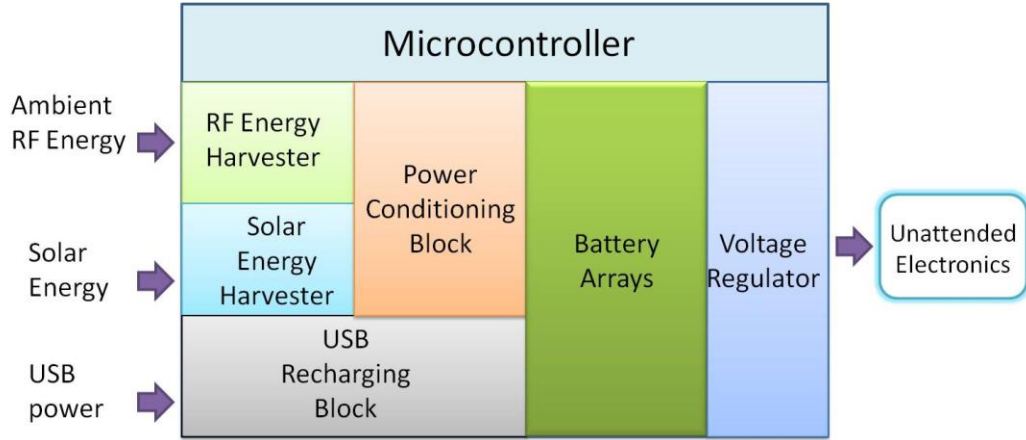 Microcontroller
Ambient
RF Energy
RF Energy
Harvester
Power
Conditioning
Block
Solar
Energy
Solar
Energy
Harvester
Battery
Arrays
Voltage
Regulator
Unattended
Electronics
USB
power
USB
Recharging
Block